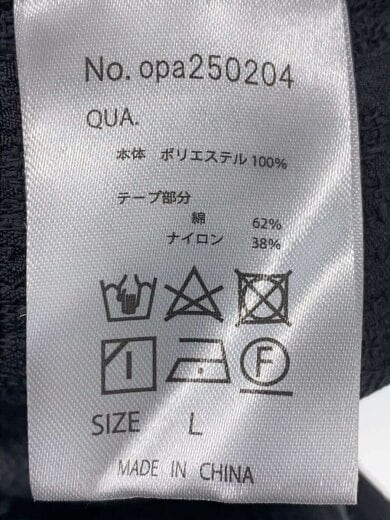 No. opa250204
QUA.
本体 ポリエステル 100%
テープ部分
綿 62%
ナイロン 38%
F
SIZE L
MADE IN CHINA